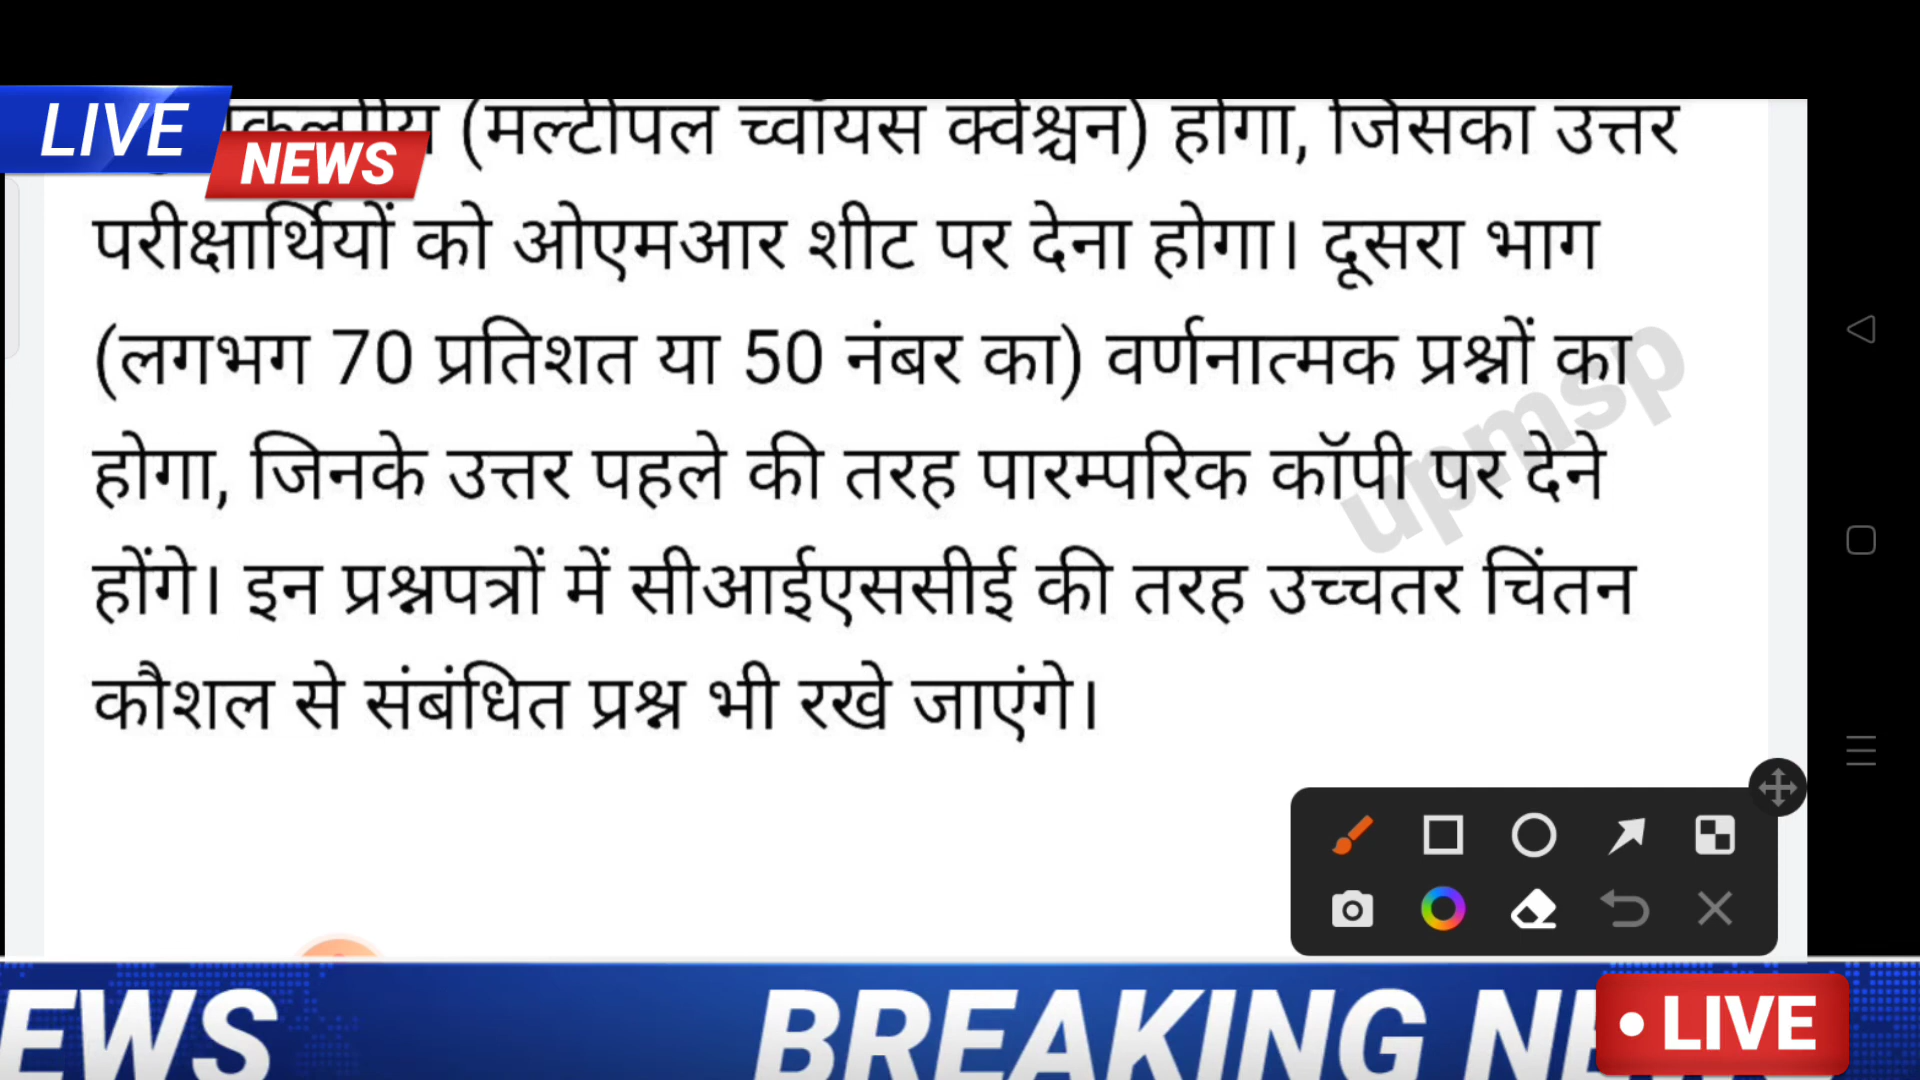 LIVE
NEWS
(मल्टीपल च्वॉयस क्वेश्चन) होगा, जिसका उत्तर
परीक्षार्थियों को ओएमआर शीट पर देना होगा। दूसरा भाग
(लगभग 70 प्रतिशत या 50 नंबर का) वर्णनात्मक प्रश्नों का
होगा, जिनके उत्तर पहले की तरह पारम्परिक कॉपी पर देने
होंगे। इन प्रश्नपत्रों में सीआईएससीई की तरह उच्चतर चिंतन
कौशल से संबंधित प्रश्न भी रखे जाएंगे।
upmsp
EWS
BREAKING
LIVE